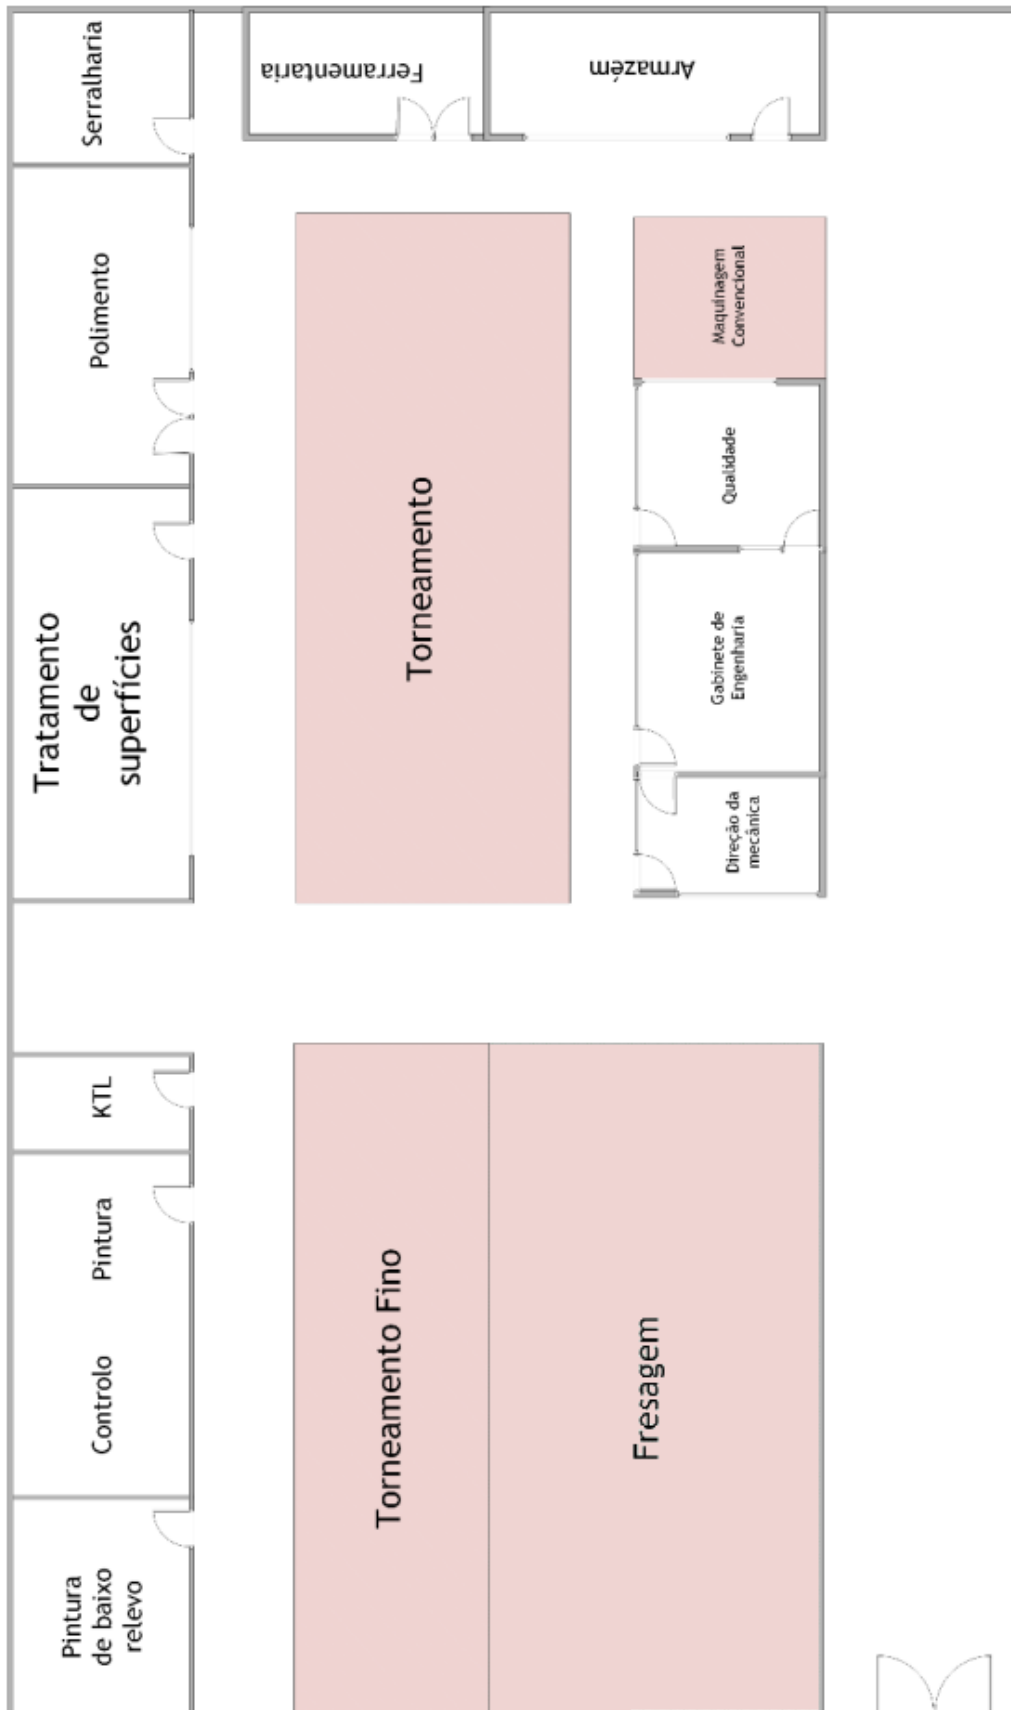 Serralharia
Ferramentaria
Armazém
Polimento
Maquinagem
Convencional
Torneamento
Qualidade
Tratamento
de
superfícies
Gabinete de
Engenharia
Direção da
mecânica
KTL
Pintura
Controlo
Torneamento Fino
Fresagem
Pintura
de baixo
relevo